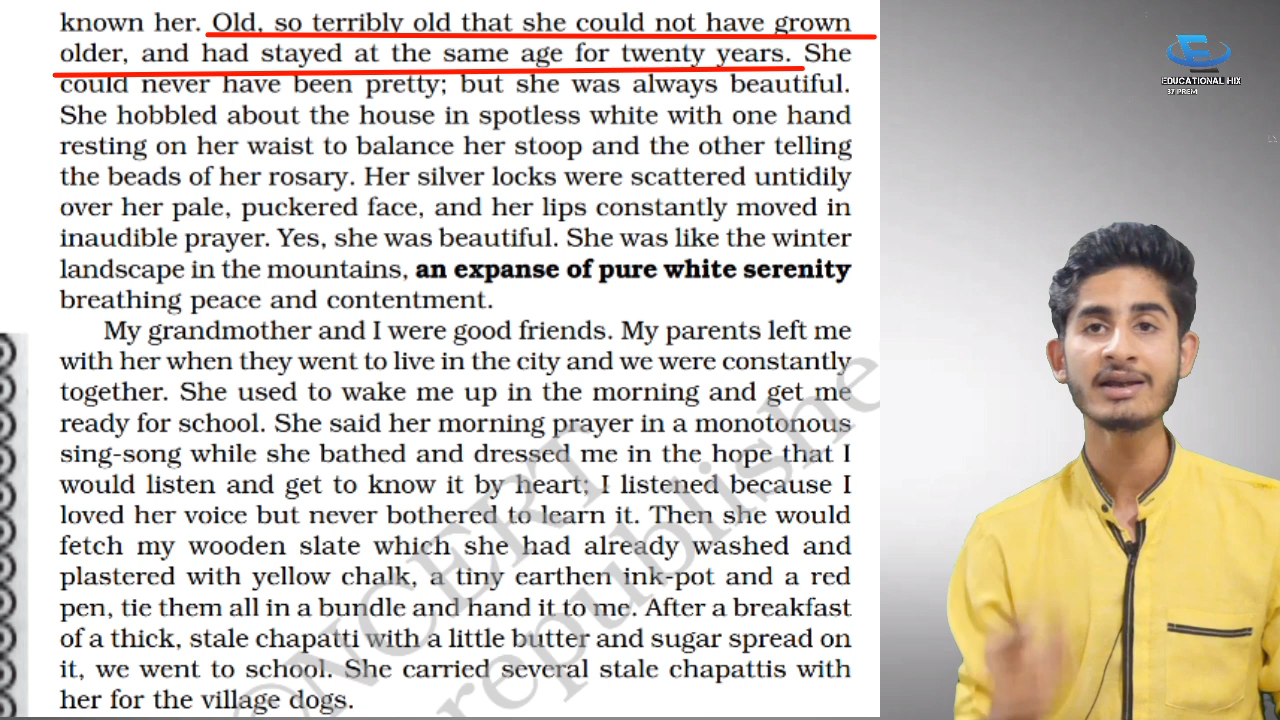 known her. Old, so terribly old that she could not have grown
older, and had stayed at the same age for twenty years. She
could never have been pretty; but she was always beautiful.
She hobbled about the house in spotless white with one hand
resting on her waist to balance her stoop and the other telling
the beads of her rosary. Her silver locks were scattered untidily
over her pale, puckered face, and her lips constantly moved in
inaudible prayer. Yes, she was beautiful. She was like the winter
landscape in the mountains, an expanse of pure white serenity
breathing peace and contentment.
My grandmother and I were good friends. My parents left me
with her when they went to live in the city and we were constantly
together. She used to wake me up in the morning and get me
ready for school. She said her morning prayer in a monotonous
sing-song while she bathed and dressed me in the hope that I
would listen and get to know it by heart; I listened because I
loved her voice but never bothered to learn it. Then she would
fetch my wooden slate which she had already washed and
plastered with yellow chalk, a tiny earthen ink-pot and a red
pen, tie them all in a bundle and hand it to me. After a breakfast
of a thick, stale chapatti with a little butter and sugar spread on
it, we went to school. She carried several stale chapattis with
her for the village dogs.
NCERT
republishe
EDUCATIONAL HIX
BY PREM